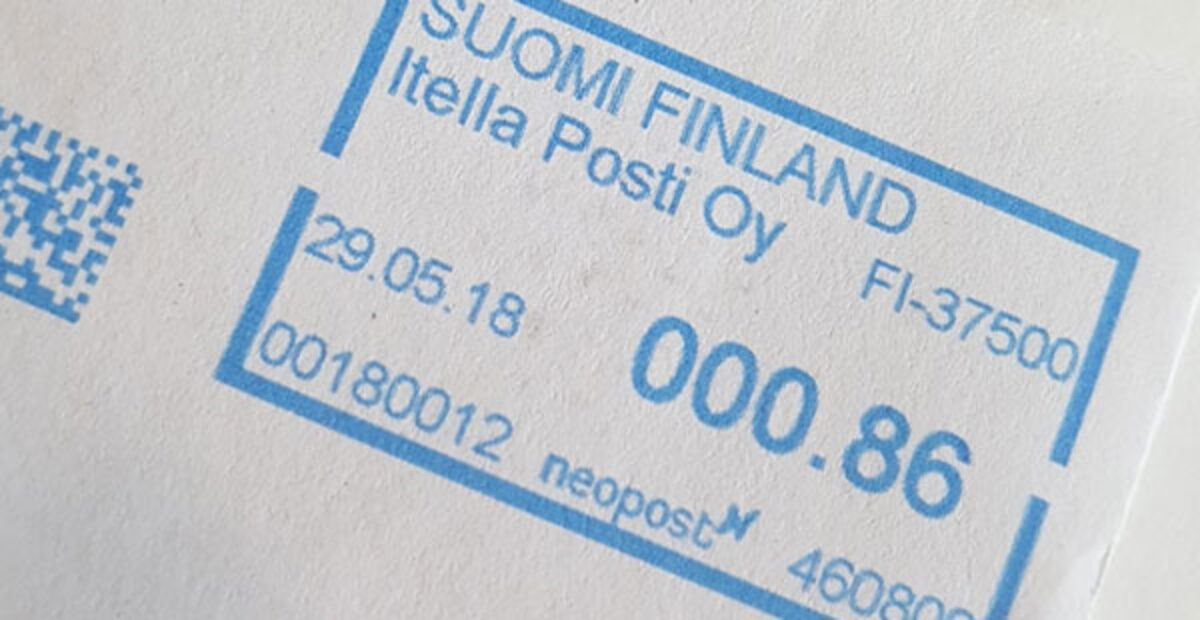 SUOMI FINLAND
Itella Posti Oy
FI-37500
29.05.18
000.86
00180012
neopost